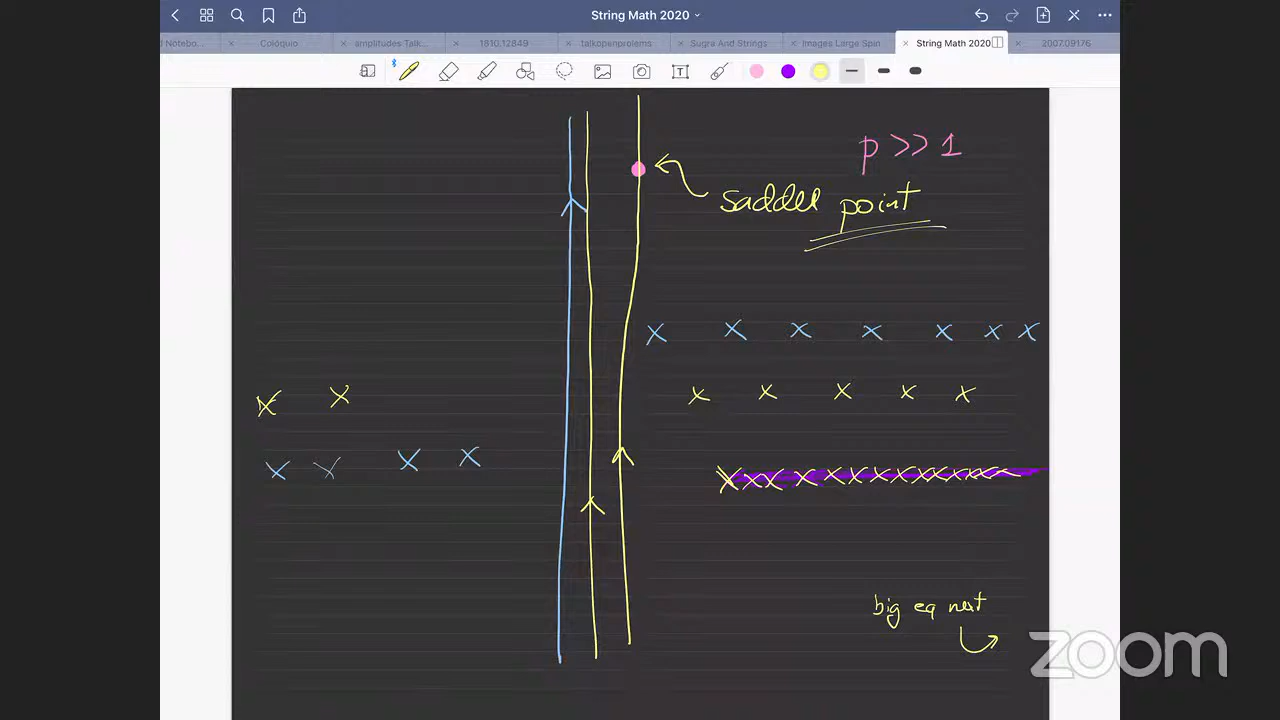 String Math 2020
d Notebo...
Colóquio
amplitudes Talk...
1810.12849
talkopenprolems
Sugra And Strings
Images Large Spin
String Math 2020
2007.09176
p >> 1
saddle point
x x x x x x x
x x
x x x x x
x x x x
x x x x x x x x x x x x
big eq next
zoom